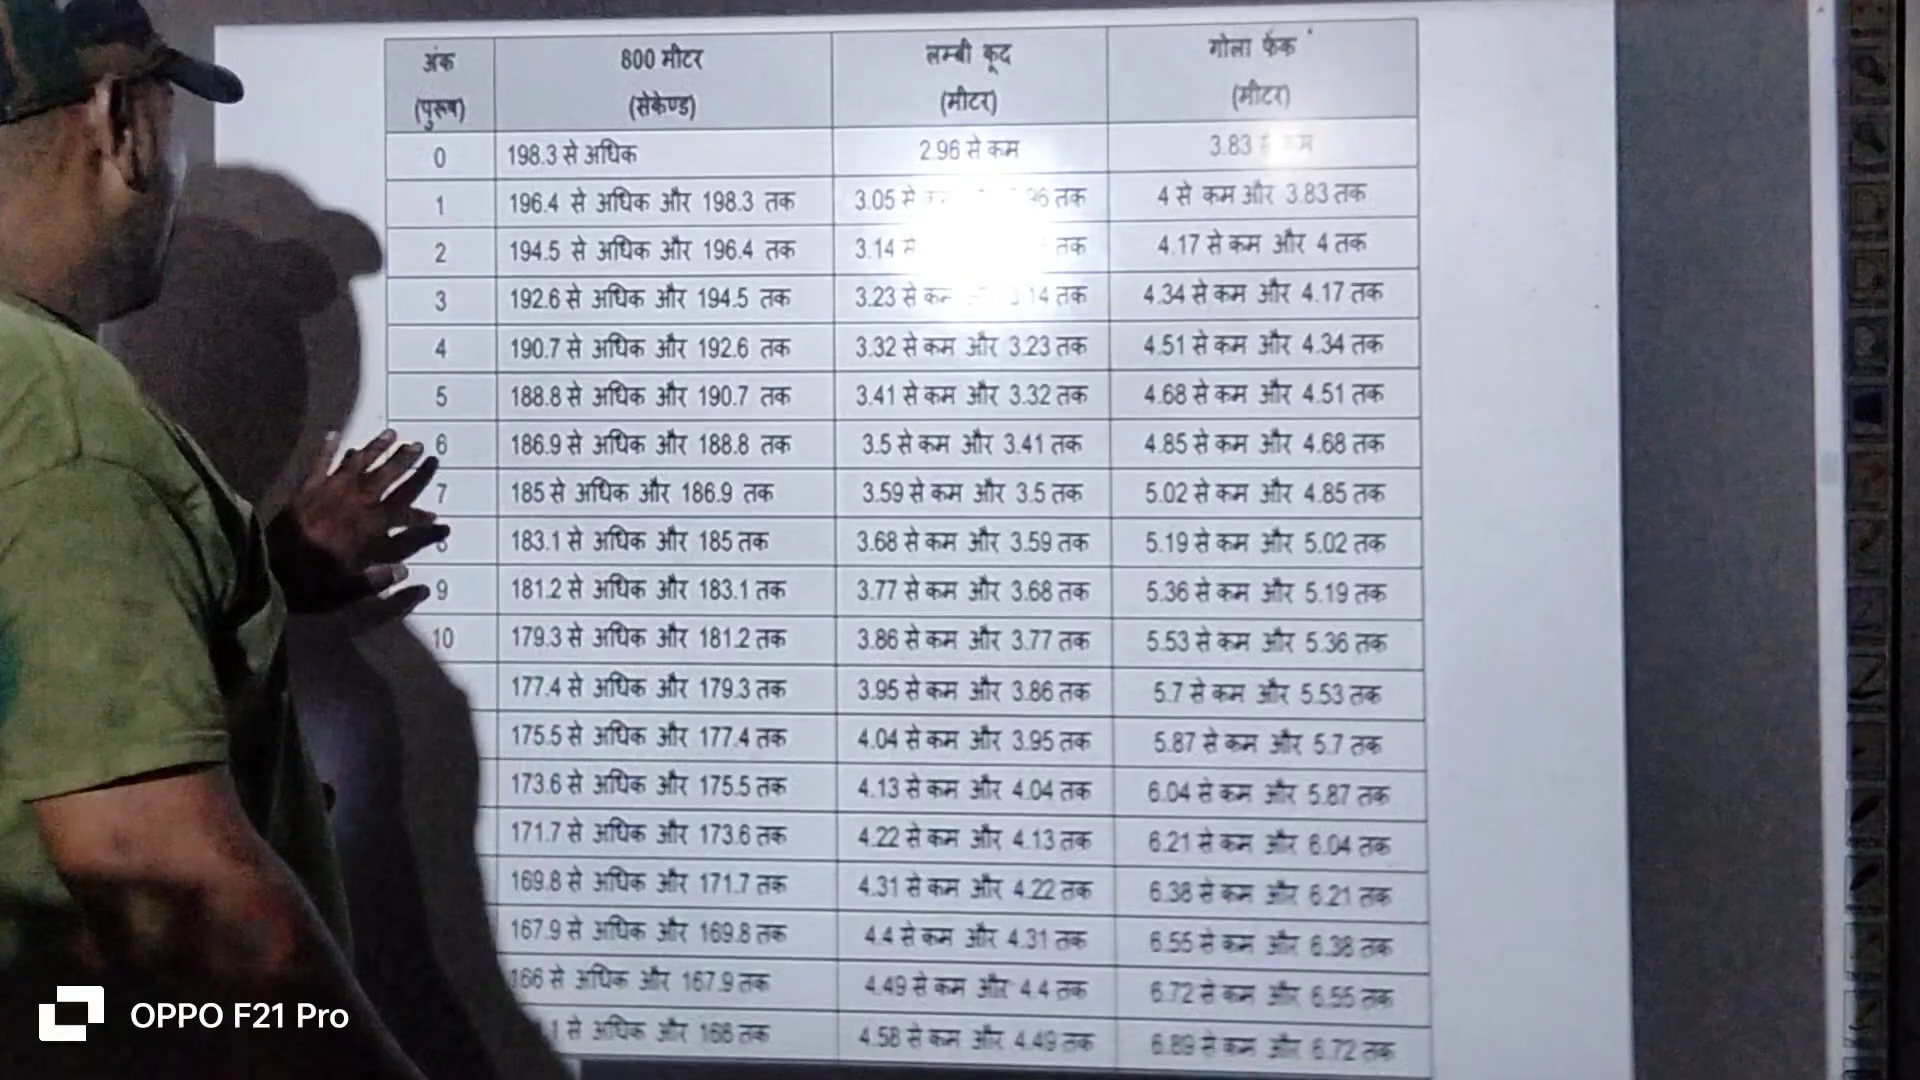 अंक (पुरूष) 800 मीटर (सेकेण्ड) लम्बी कूद (मीटर) गोला फेंक (मीटर)
0 198.3 से अधिक 2.96 से कम 3.83
1 196.4 से अधिक और 198.3 तक 3.05 से तक 4 से कम और 3.83 तक
2 194.5 से अधिक और 196.4 तक 3.14 तक 4.17 से कम और 4 तक
3 192.6 से अधिक और 194.5 तक 3.23 से तक 4.34 से कम और 4.17 तक
4 190.7 से अधिक और 192.6 तक 3.32 से कम और 3.23 तक 4.51 से कम और 4.34 तक
5 188.8 से अधिक और 190.7 तक 3.41 से कम और 3.32 तक 4.68 से कम और 4.51 तक
6 186.9 से अधिक और 188.8 तक 3.5 से कम और 3.41 तक 4.85 से कम और 4.68 तक
7 185 से अधिक और 186.9 तक 3.59 से कम और 3.5 तक 5.02 से कम और 4.85 तक
183.1 से अधिक और 185 तक 3.68 से कम और 3.59 तक 5.19 से कम और 5.02 तक
9 181.2 से अधिक और 183.1 तक 3.77 से कम और 3.68 तक 5.36 से कम और 5.19 तक
10 179.3 से अधिक और 181.2 तक 3.86 से कम और 3.77 तक 5.53 से कम और 5.36 तक
177.4 से अधिक और 179.3 तक 3.95 से कम और 3.86 तक 5.7 से कम और 5.53 तक
175.5 से अधिक और 177.4 तक 4.04 से कम और 3.95 तक 5.87 से कम और 5.7 तक
173.6 से अधिक और 175.5 तक 4.13 से कम और 4.04 तक 6.04 से कम और 5.87 तक
171.7 से अधिक और 173.6 तक 4.22 से कम और 4.13 तक 6.21 से कम और 6.04 तक
169.8 से अधिक और 171.7 तक 4.31 से कम और 4.22 तक 6.38 से कम और 6.21 तक
167.9 से अधिक और 169.8 तक 4.4 से कम और 4.31 तक 6.55 से कम और 6.38 तक
166 से अधिक और 167.9 तक 4.49 से कम और 4.4 तक 6.72 से कम और 6.55 तक
से अधिक और 166 तक 4.58 से कम और 4.49 तक 6.89 से कम और 6.72 तक
OPPO F21 Pro